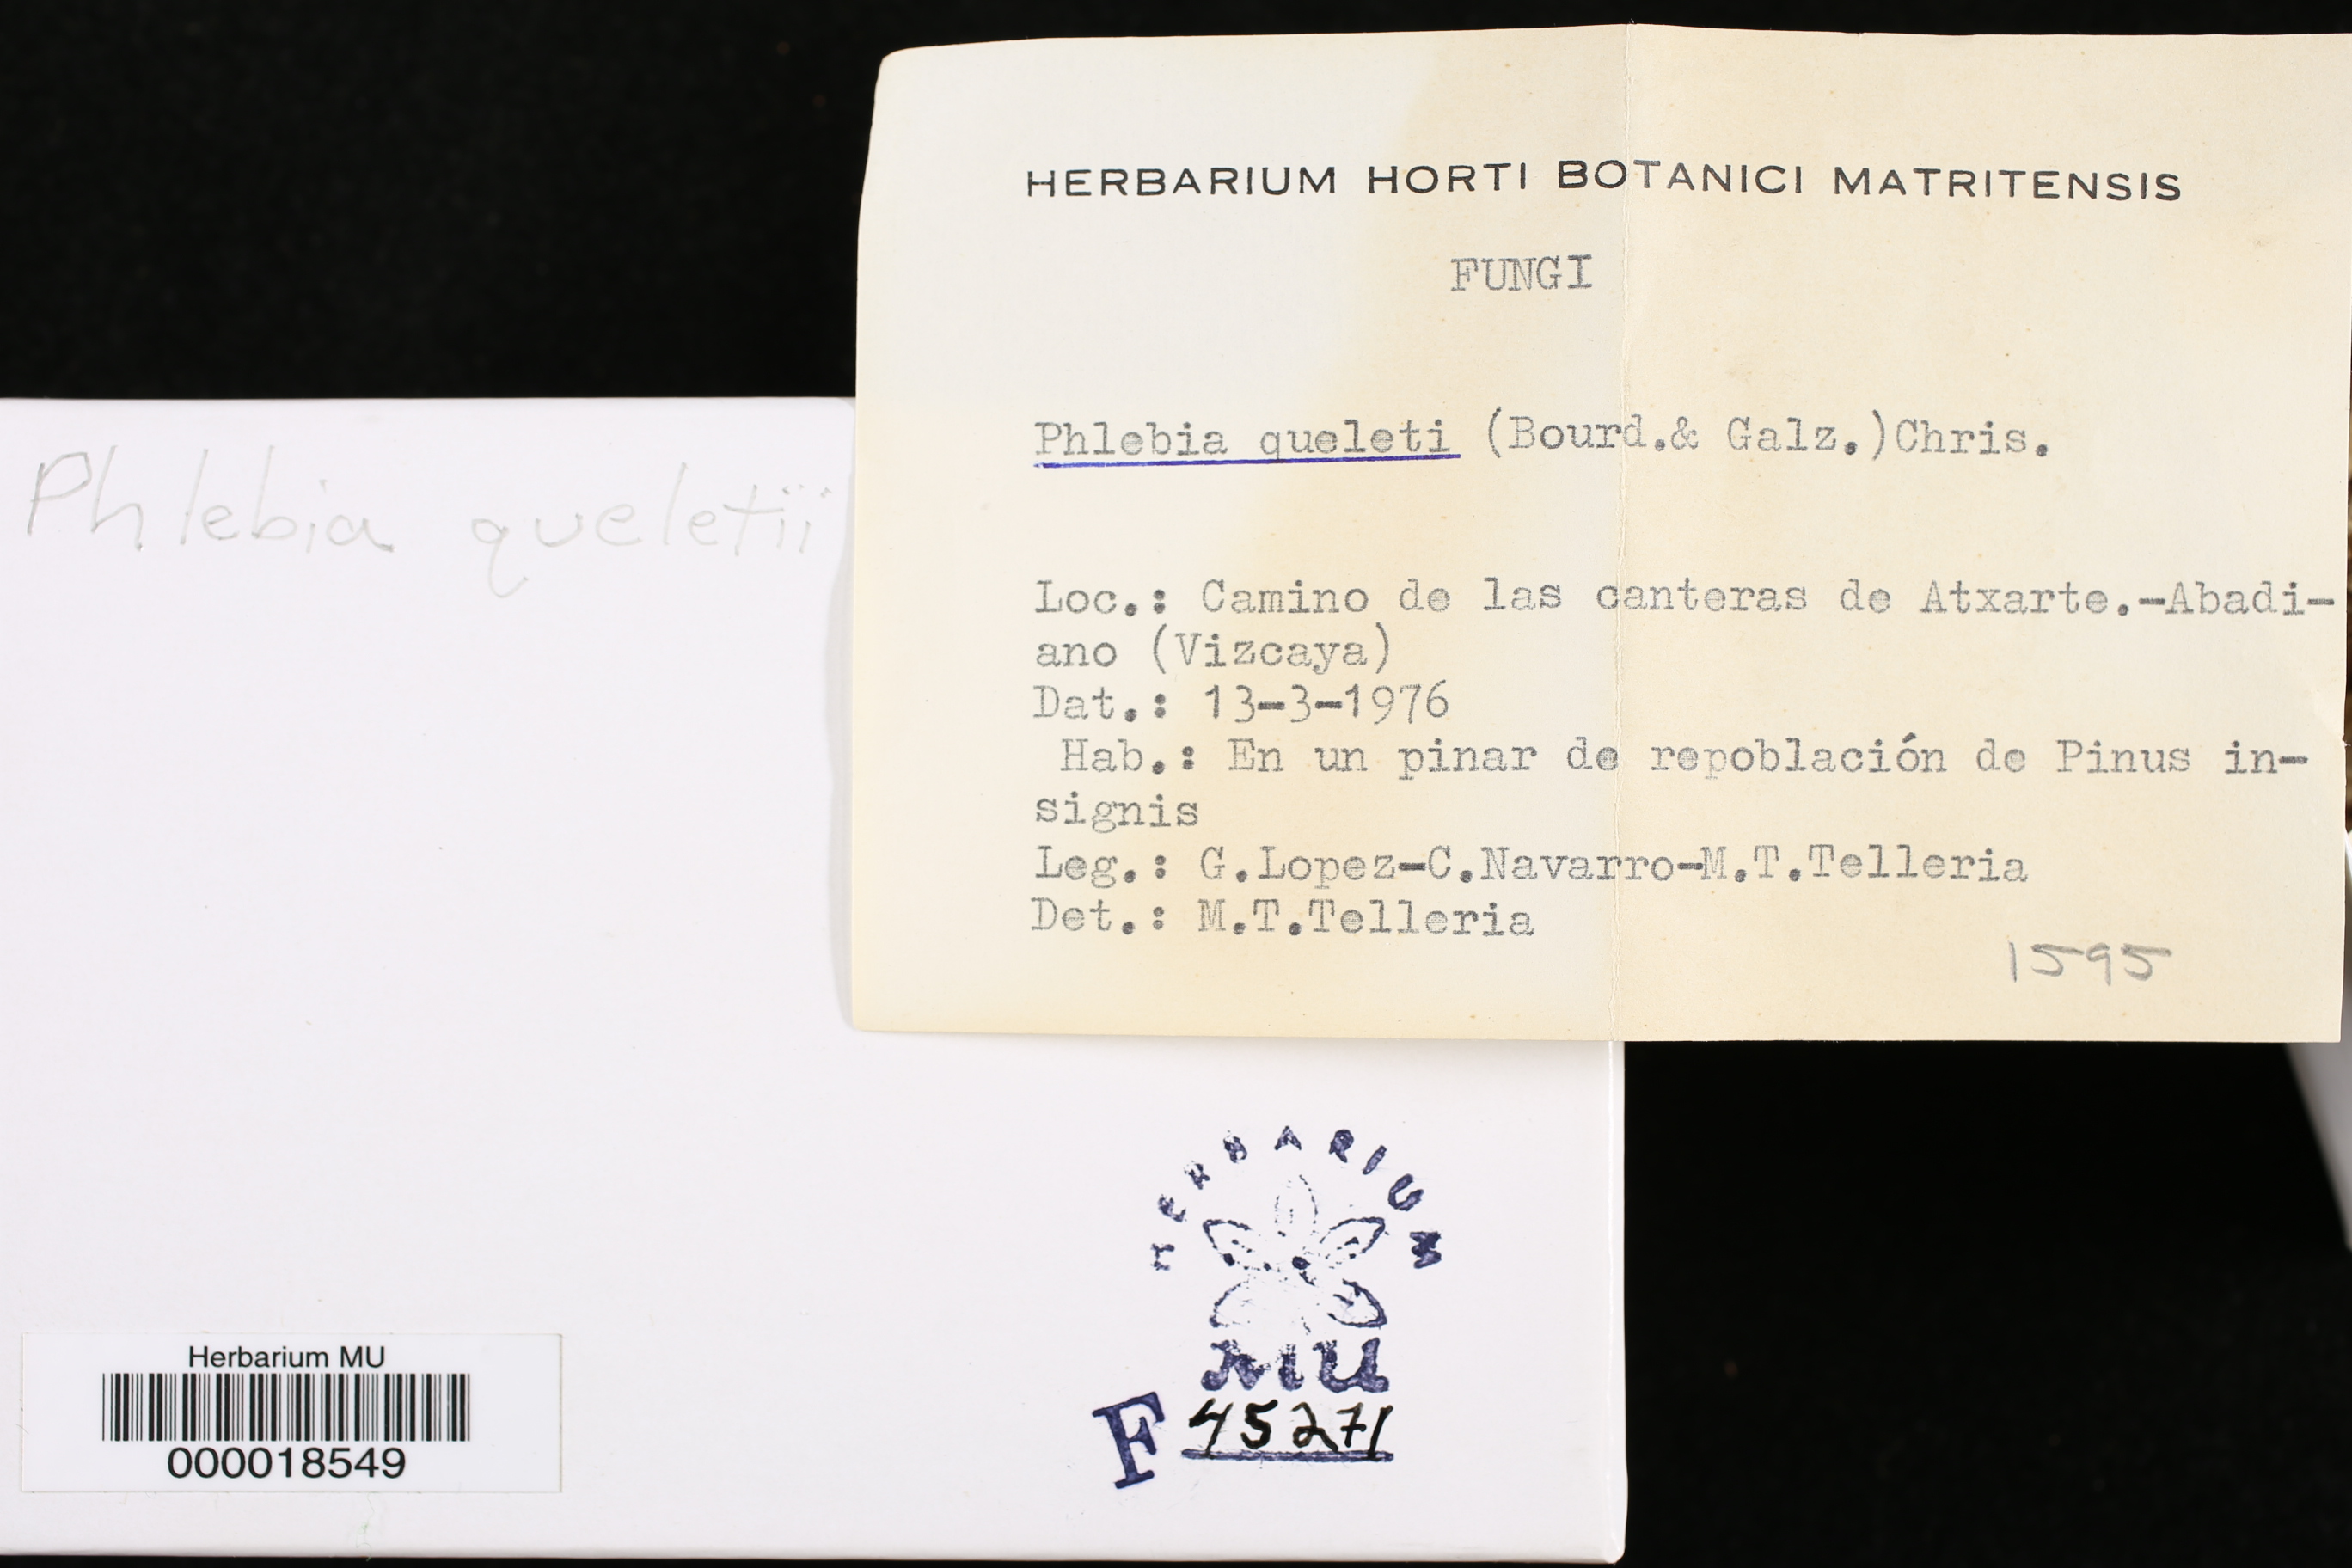 HERBARIUM HORTI BOTANICI MATRITENSIS
FUNGI
Phlebia queleti (Bourd.& Galz.)Chris.
Loc.: Camino de las canteras de Atxarte.-Abadi-
ano (Vizcaya)
Dat.: 13-3-1976
Hab.: En un pinar de repoblación de Pinus in-
signis
Leg.: G.Lopez-C.Navarro-M.T.Telleria
Det.: M.T.Telleria
1595
Phlebia queletii
HERBARIUM
MU
F 45271
Herbarium MU
000018549